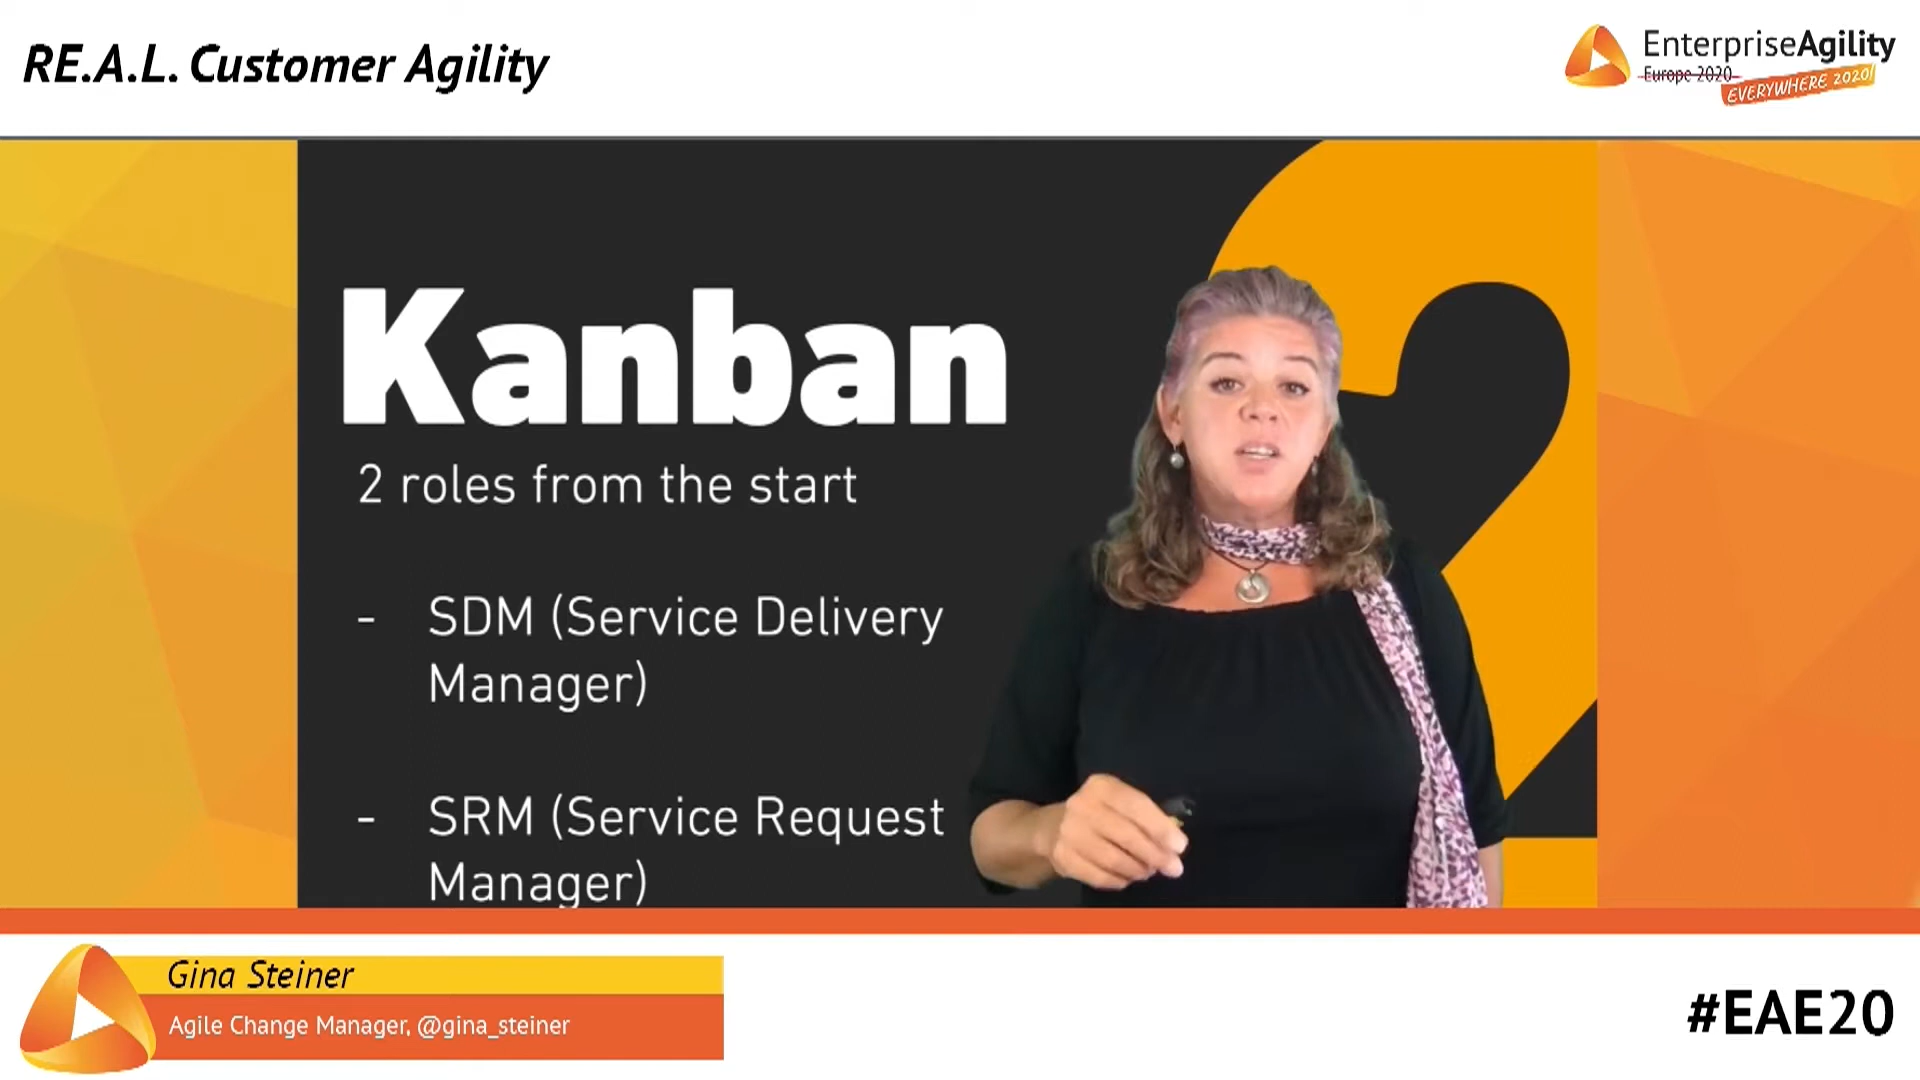 RE.A.L. Customer Agility
EnterpriseAgility
Europe 2020
EVERYWHERE 2020!
Kanban
2 roles from the start
- SDM (Service Delivery
Manager)
- SRM (Service Request
Manager)
2
Gina Steiner
Agile Change Manager, @gina_steiner
#EAE20